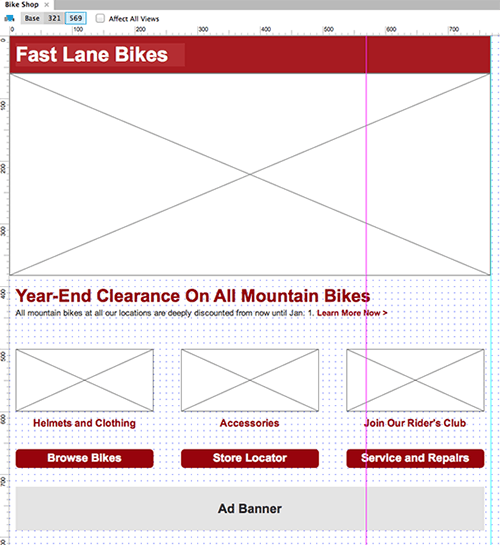 Bike Shop ×
Base 321 569 Affect All Views
0 100 200 300 400 500 600 700
0
100
200
300
400
500
600
700
Fast Lane Bikes
Year-End Clearance On All Mountain Bikes
All mountain bikes at all our locations are deeply discounted from now until Jan. 1. Learn More Now >
Helmets and Clothing Accessories Join Our Rider's Club
Browse Bikes Store Locator Service and Repairs
Ad Banner